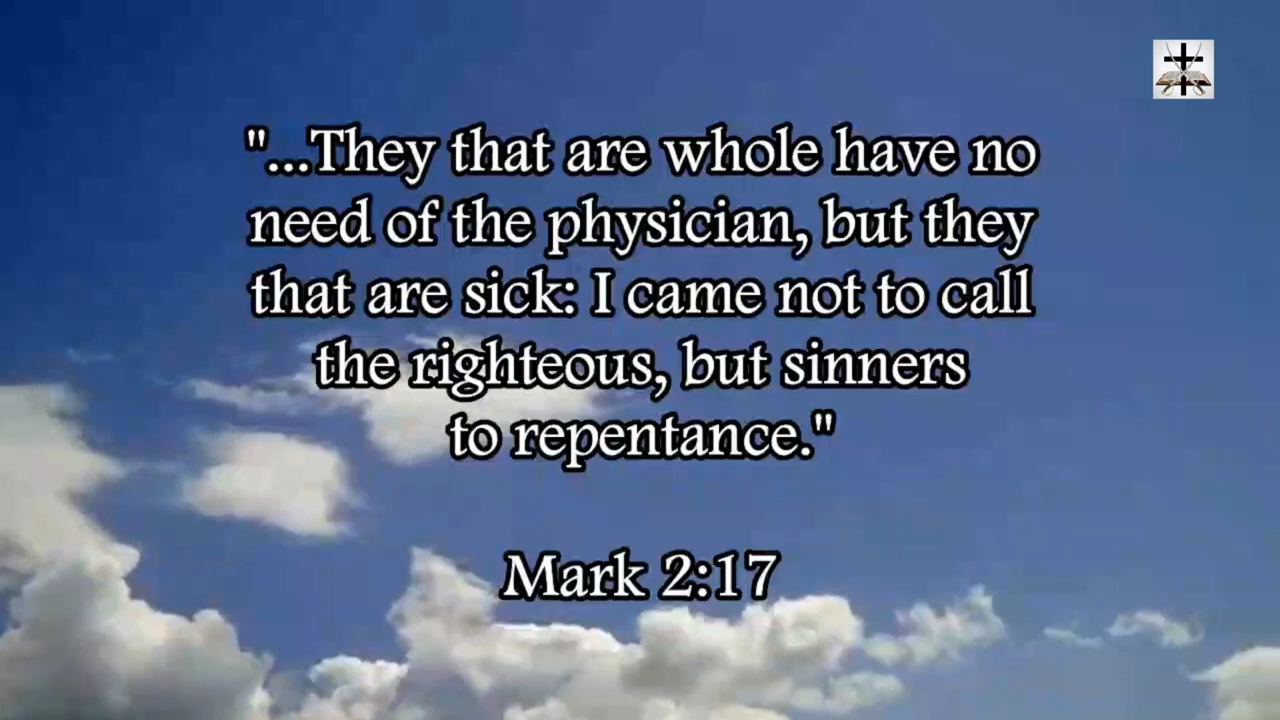 "...They that are whole have no
need of the physician, but they
that are sick: I came not to call
the righteous, but sinners
to repentance."
Mark 2:17